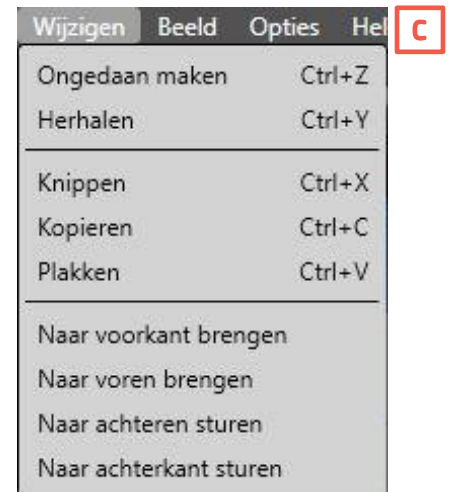 Wijzigen Beeld Opties Hel C
Ongedaan maken Ctrl+Z
Herhalen Ctrl+Y
Knippen Ctrl+X
Kopieren Ctrl+C
Plakken Ctrl+V
Naar voorkant brengen
Naar voren brengen
Naar achteren sturen
Naar achterkant sturen